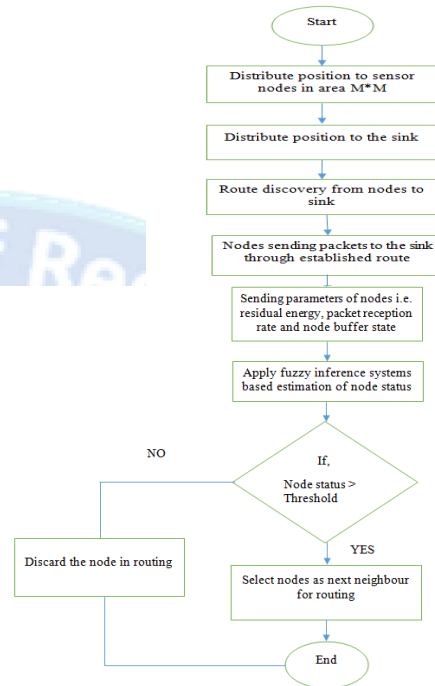 Start
Distribute position to sensor
nodes in area M*M
Distribute position to the sink
Route discovery from nodes to
sink
Nodes sending packets to the sink
through established route
Sending parameters of nodes i.e.
residual energy, packet reception
rate and node buffer state
Apply fuzzy inference systems
based estimation of node status
NO
If,
Node status >
Threshold
YES
Discard the node in routing
Select nodes as next neighbour
for routing
End